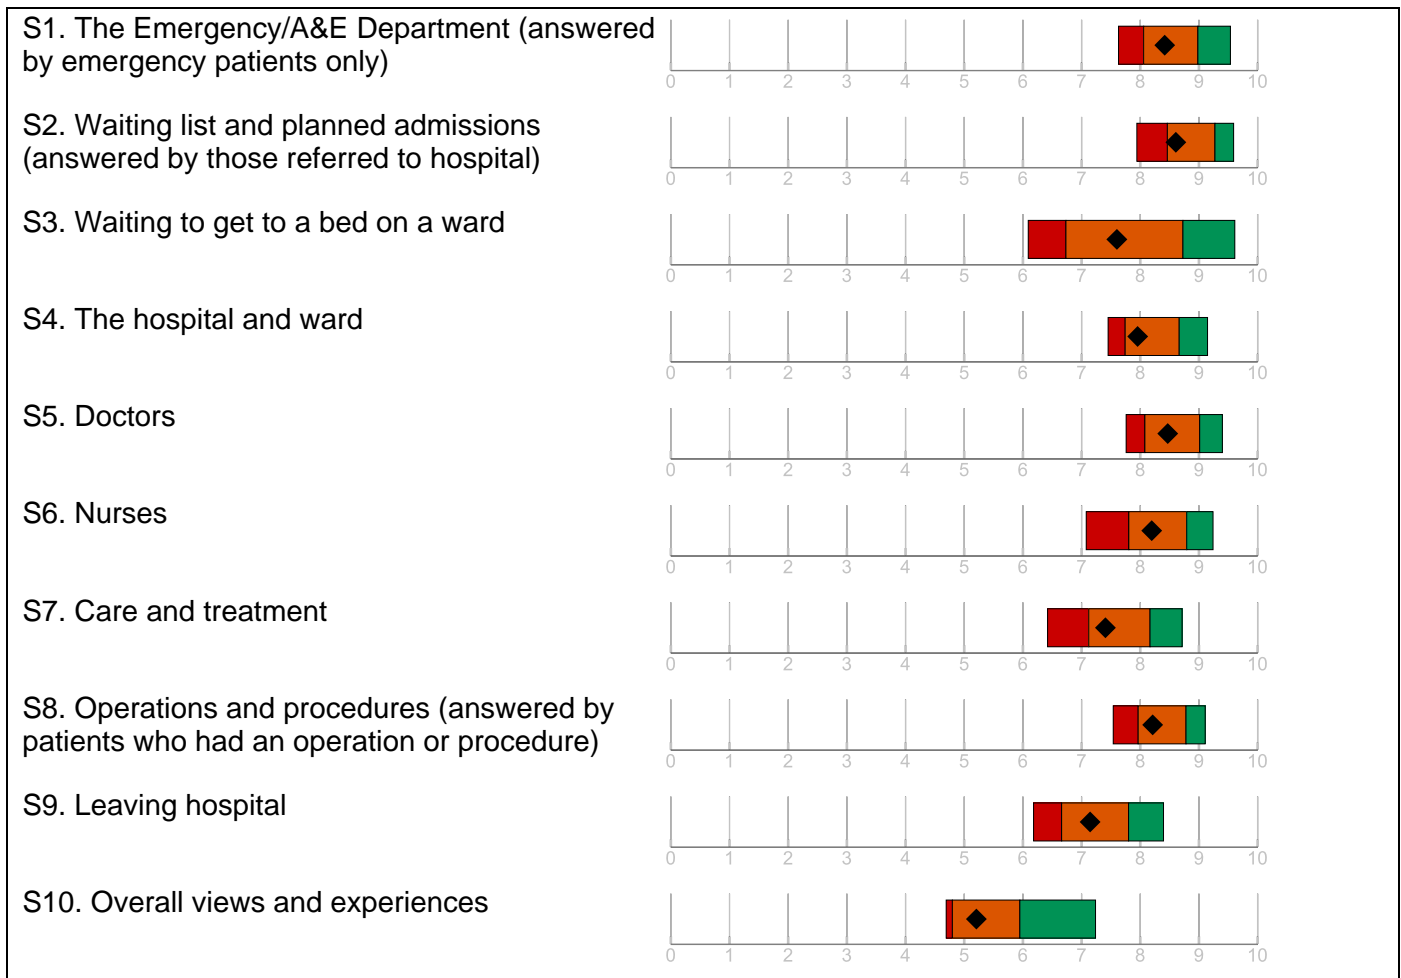 S1. The Emergency/A&E Department (answered
by emergency patients only)
0 1 2 3 4 5 6 7 8 9 10
S2. Waiting list and planned admissions
(answered by those referred to hospital)
0 1 2 3 4 5 6 7 8 9 10
S3. Waiting to get to a bed on a ward
0 1 2 3 4 5 6 7 8 9 10
S4. The hospital and ward
0 1 2 3 4 5 6 7 8 9 10
S5. Doctors
0 1 2 3 4 5 6 7 8 9 10
S6. Nurses
0 1 2 3 4 5 6 7 8 9 10
S7. Care and treatment
0 1 2 3 4 5 6 7 8 9 10
S8. Operations and procedures (answered by
patients who had an operation or procedure)
0 1 2 3 4 5 6 7 8 9 10
S9. Leaving hospital
0 1 2 3 4 5 6 7 8 9 10
S10. Overall views and experiences
0 1 2 3 4 5 6 7 8 9 10